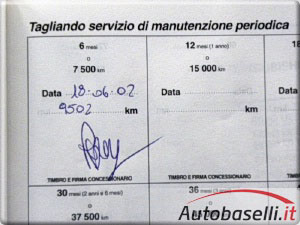 Tagliando servizio di manutenzione periodica
6 mesi 12 mesi (1 anno) 18
o o
7 500 km 15 000 km
Data 18-06-02 Data
9502 km km
TIMBRO E FIRMA CONCESSIONARIO TIMBRO E FIRMA CONCESSIONARIO
30 mesi (2 anni e 6 mesi) 36 mesi
o
37 500 km
Autobaselli.it